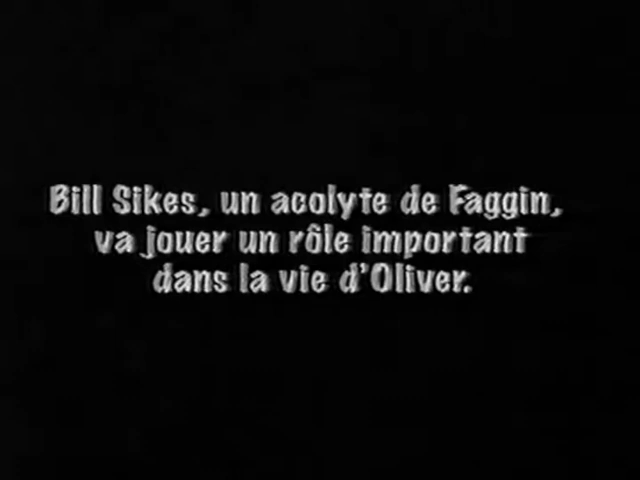 Bill Sikes, un acolyte de Faggin,
va jouer un rôle important
dans la vie d'Oliver.